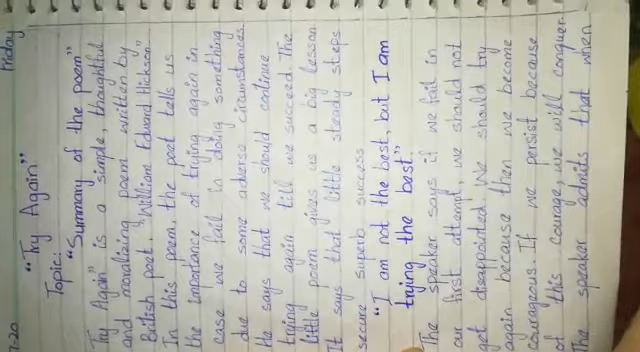 7-20 Friday
"Try Again"
Topic: "Summary of the poem"
Try Again" is a simple, thoughtful
and moralising poem written by
British poet, "William Edward Hickson"
In this poem, the poet tells us
the importance of trying again in
case we fail in doing something
due to some adverse circumstances.
He says that we should continue
trying again till we succeed. The
little poem gives us a big lesson
It says that little steady steps
secure superb success
"I am not the best, but I am
trying the best"
The speaker says if we fail in
our first attempt, we should not
get disappointed. We should try
again because then we become
courageous. If we persist because
of this courage, we will conquer
The speaker admits that when